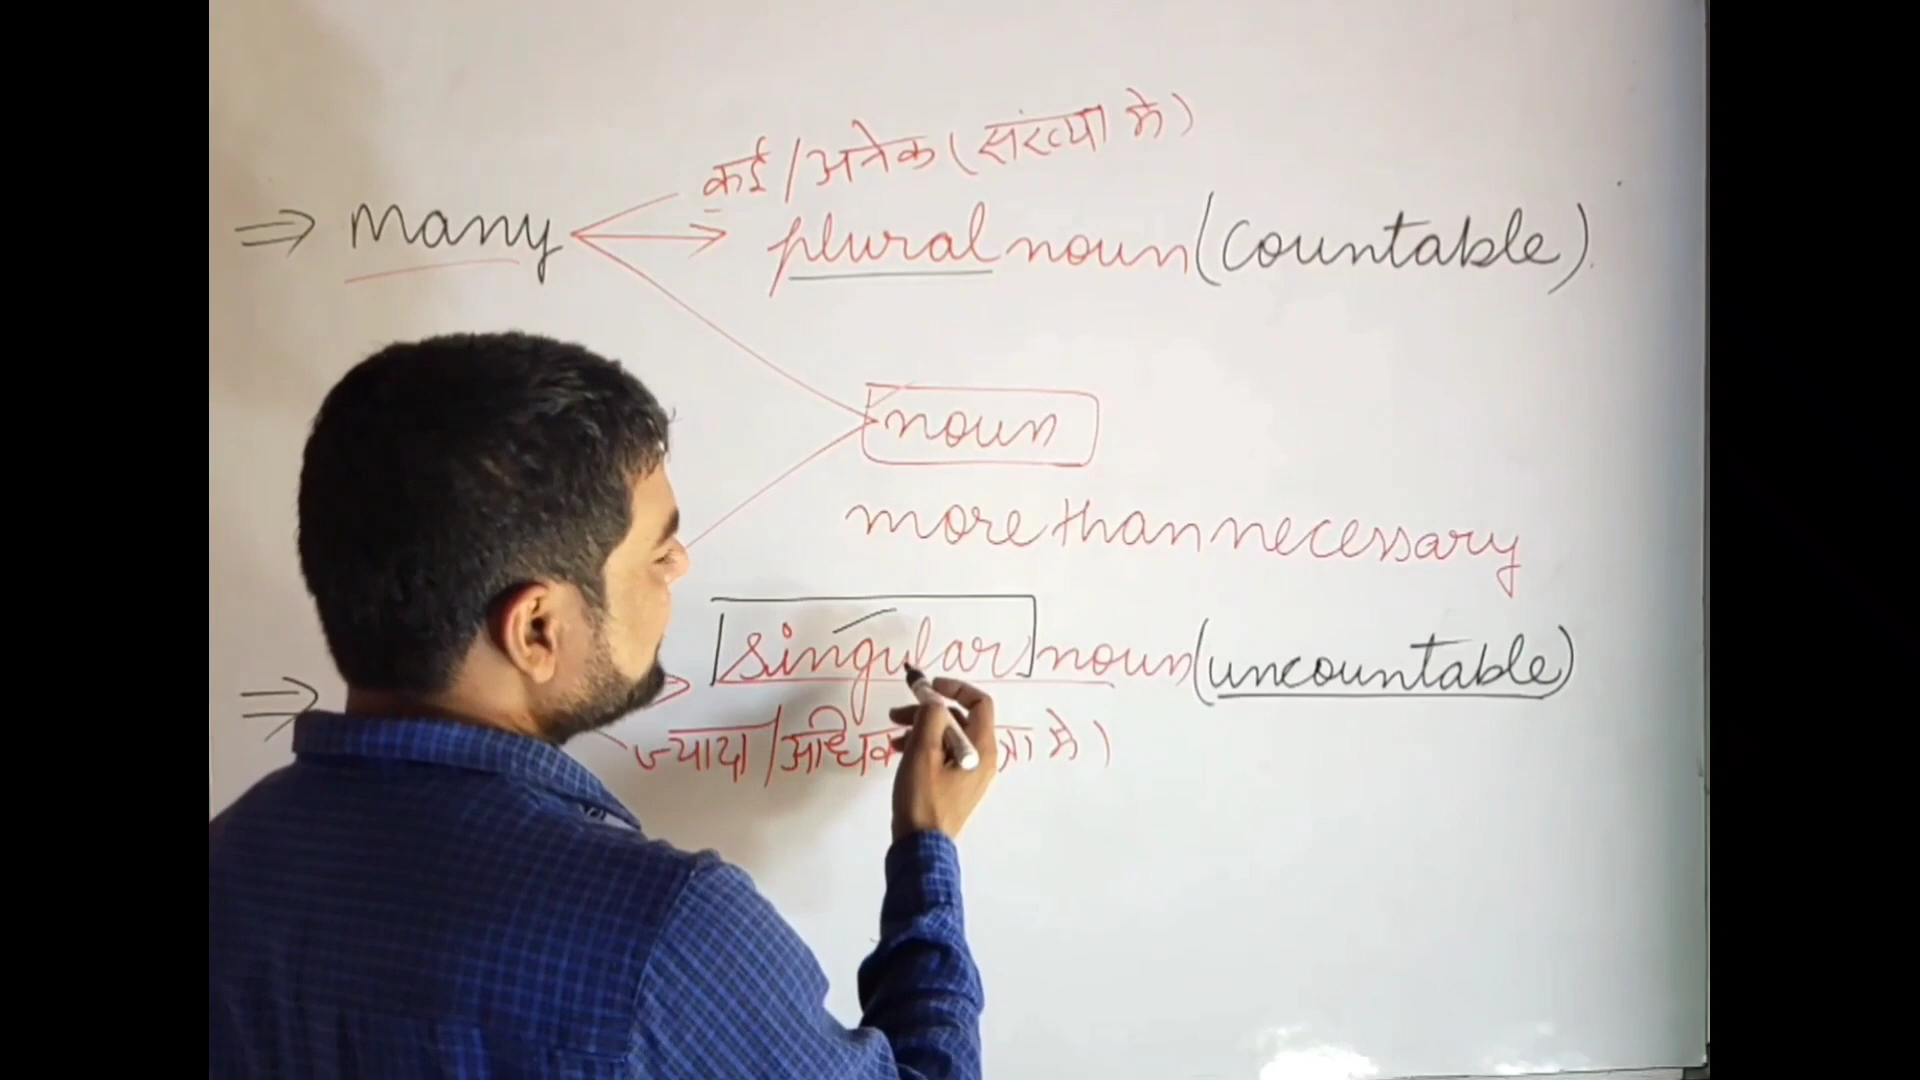 कई/अनेक (संख्या मे)
⇒ many → plural noun (countable)
noun
more than necessary
⇒ singular noun (uncountable)
ज्यादा/अधिक मे)